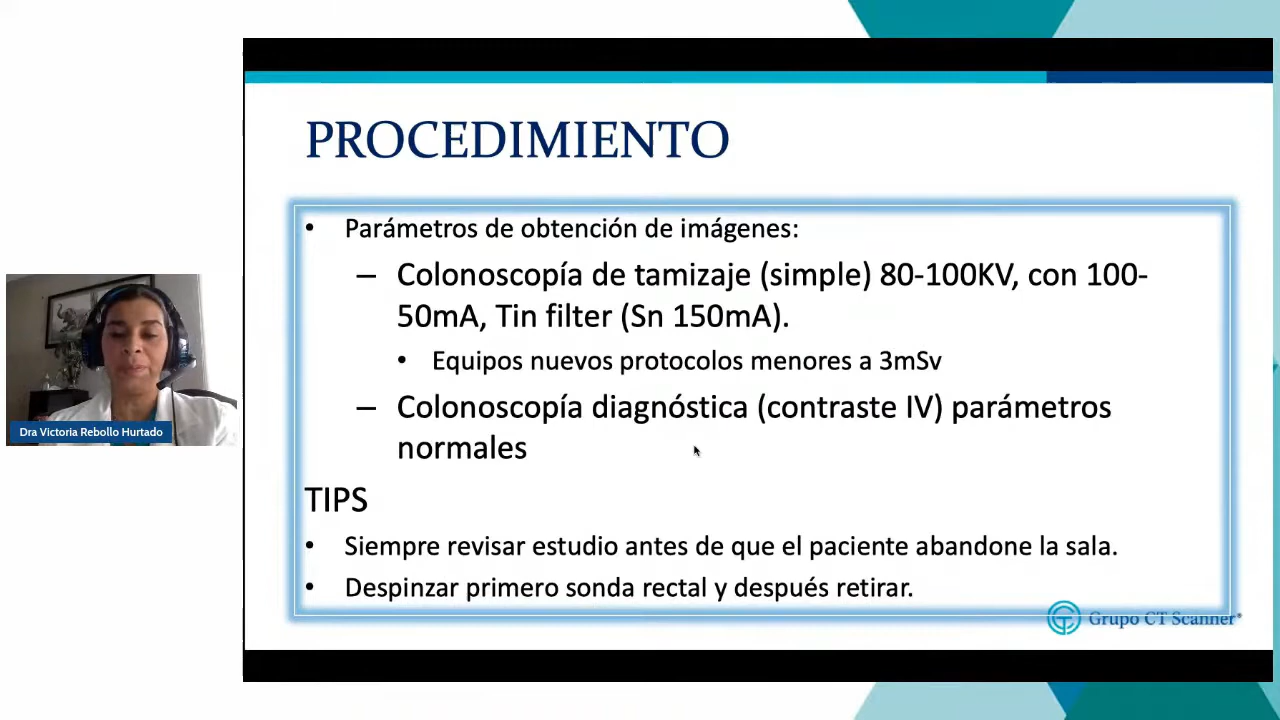 PROCEDIMIENTO
• Parámetros de obtención de imágenes:
– Colonoscopía de tamizaje (simple) 80-100KV, con 100-
50mA, Tin filter (Sn 150mA).
• Equipos nuevos protocolos menores a 3mSv
– Colonoscopía diagnóstica (contraste IV) parámetros
normales
TIPS
• Siempre revisar estudio antes de que el paciente abandone la sala.
• Despinzar primero sonda rectal y después retirar.
Grupo CT Scanner®
Dra Victoria Rebollo Hurtado